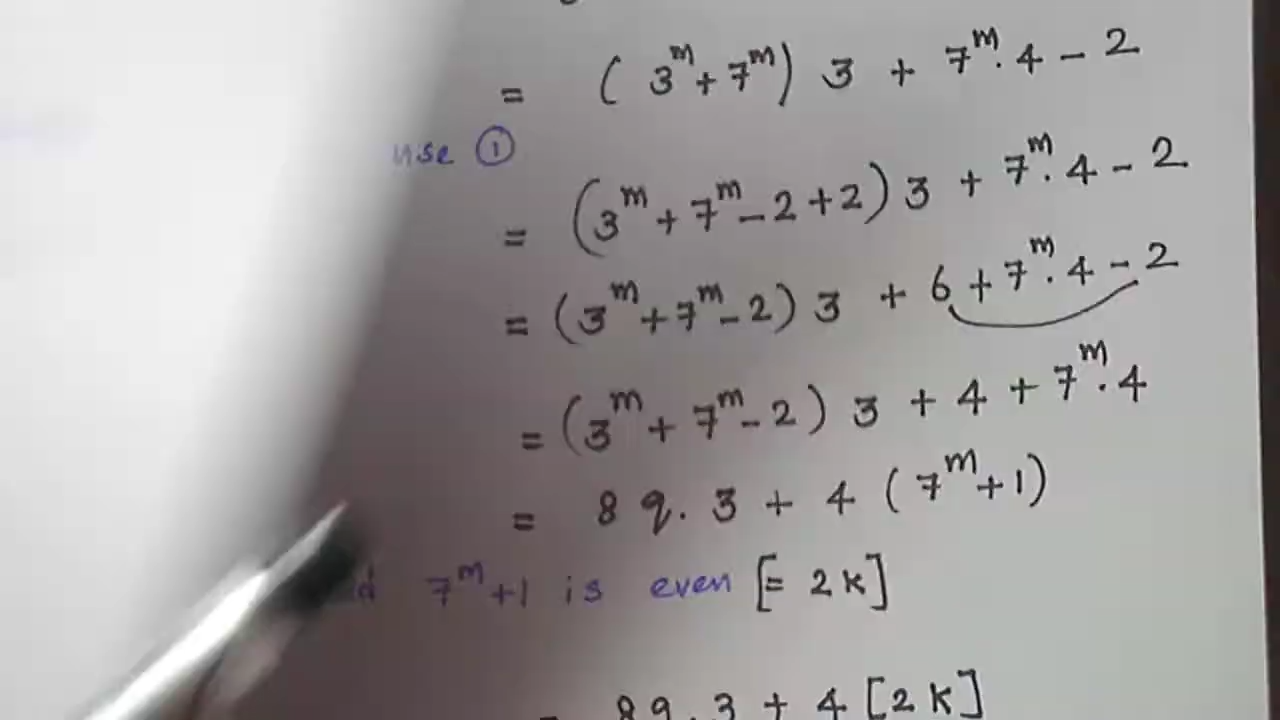 = (3^m + 7^m) 3 + 7^m . 4 - 2
use ①
= (3^m + 7^m - 2 + 2) 3 + 7^m . 4 - 2
= (3^m + 7^m - 2) 3 + 6 + 7^m . 4 - 2
= (3^m + 7^m - 2) 3 + 4 + 7^m . 4
= 8 q . 3 + 4 (7^m + 1)
7^m + 1 is even [= 2k]
= 8q . 3 + 4 [2k]